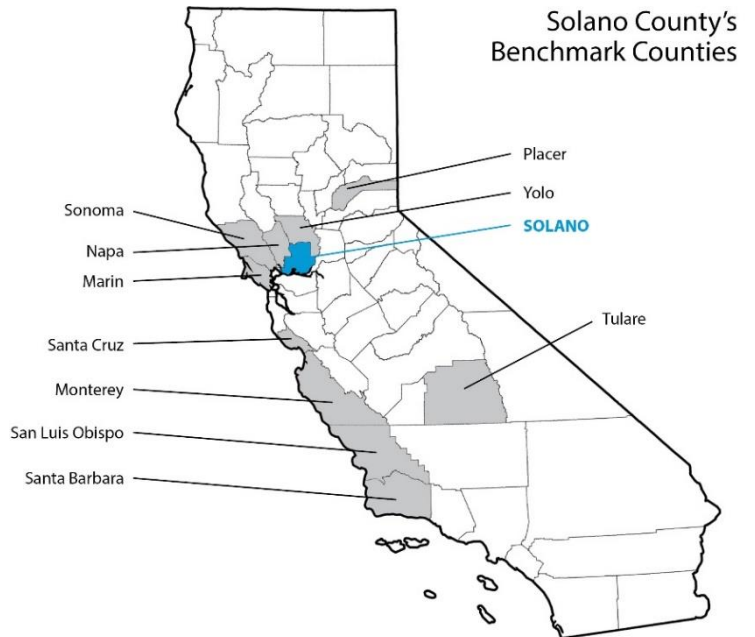 Solano County's
Benchmark Counties
Placer
Yolo
SOLANO
Sonoma
Napa
Marin
Tulare
Santa Cruz
Monterey
San Luis Obispo
Santa Barbara